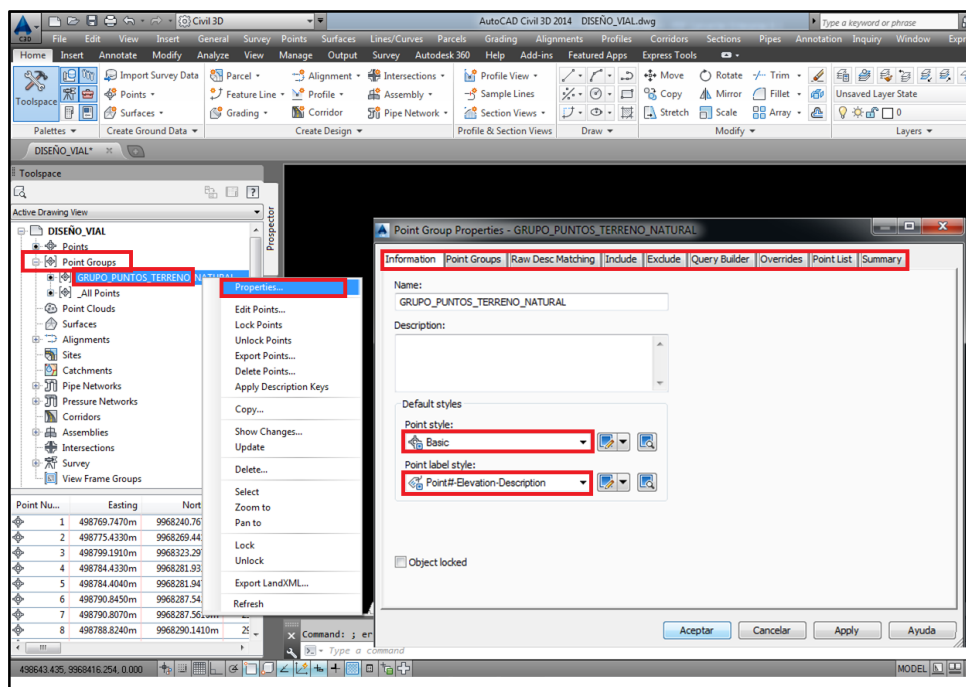 Civil 3D
AutoCAD Civil 3D 2014 DISEÑO_VIAL.dwg
Type a keyword or phrase
C3D File Edit View Insert General Survey Points Surfaces Lines/Curves Parcels Grading Alignments Profiles Corridors Sections Pipes Annotation Inquiry Window
Home Insert Annotate Modify Analyze View Manage Output Survey Autodesk 360 Help Add-ins Featured Apps Express Tools
Toolspace
Import Survey Data
Points
Surfaces
Parcel
Feature Line
Grading
Alignment
Profile
Corridor
Intersections
Assembly
Pipe Network
Profile View
Sample Lines
Section Views
Move Rotate Trim
Copy Mirror Fillet
Stretch Scale Array
Unsaved Layer State
0
Palettes Create Ground Data Create Design Profile & Section Views Draw Modify Layers
DISEÑO_VIAL*
Toolspace
Active Drawing View
Prospector
DISEÑO_VIAL
Points
Point Groups
GRUPO_PUNTOS_TERRENO_NATURAL
_All Points
Point Clouds
Surfaces
Alignments
Sites
Catchments
Pipe Networks
Pressure Networks
Corridors
Assemblies
Intersections
Survey
View Frame Groups
Properties...
Edit Points...
Lock Points
Unlock Points
Export Points...
Delete Points...
Apply Description Keys
Copy...
Show Changes...
Update
Delete...
Select
Zoom to
Pan to
Lock
Unlock
Export LandXML...
Refresh
Point Nu... Easting Nort
1 498769.7470m 9968240.76
2 498775.4330m 9968269.44
3 498799.1910m 9968323.29
4 498784.4330m 9968281.93
5 498784.4040m 9968281.94
6 498790.8450m 9968287.54
7 498790.8070m 9968287.56
8 498788.8240m 9968290.1410m 29
Point Group Properties - GRUPO_PUNTOS_TERRENO_NATURAL
Information Point Groups Raw Desc Matching Include Exclude Query Builder Overrides Point List Summary
Name:
GRUPO_PUNTOS_TERRENO_NATURAL
Description:
Default styles
Point style:
Basic
Point label style:
Point#-Elevation-Description
Object locked
Aceptar Cancelar Apply Ayuda
Command: ; er
Type a command
498643.435, 9968416.254, 0.000
MODEL